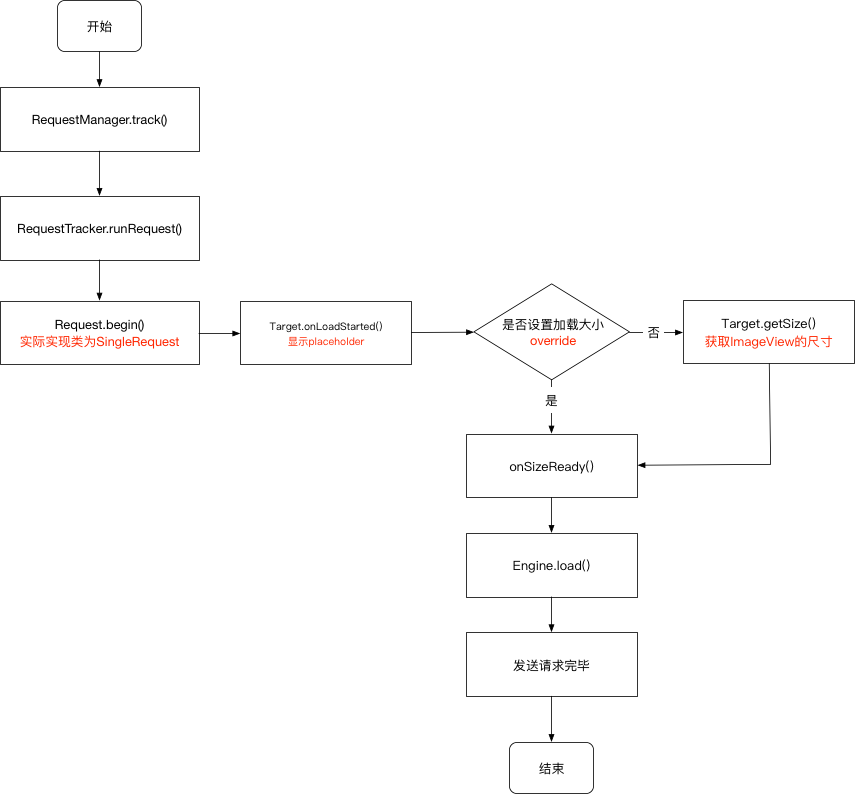 开始
RequestManager.track()
RequestTracker.runRequest()
Request.begin()
实际实现类为SingleRequest
Target.onLoadStarted()
显示placeholder
是否设置加载大小
override
否
Target.getSize()
获取ImageView的尺寸
是
onSizeReady()
Engine.load()
发送请求完毕
结束